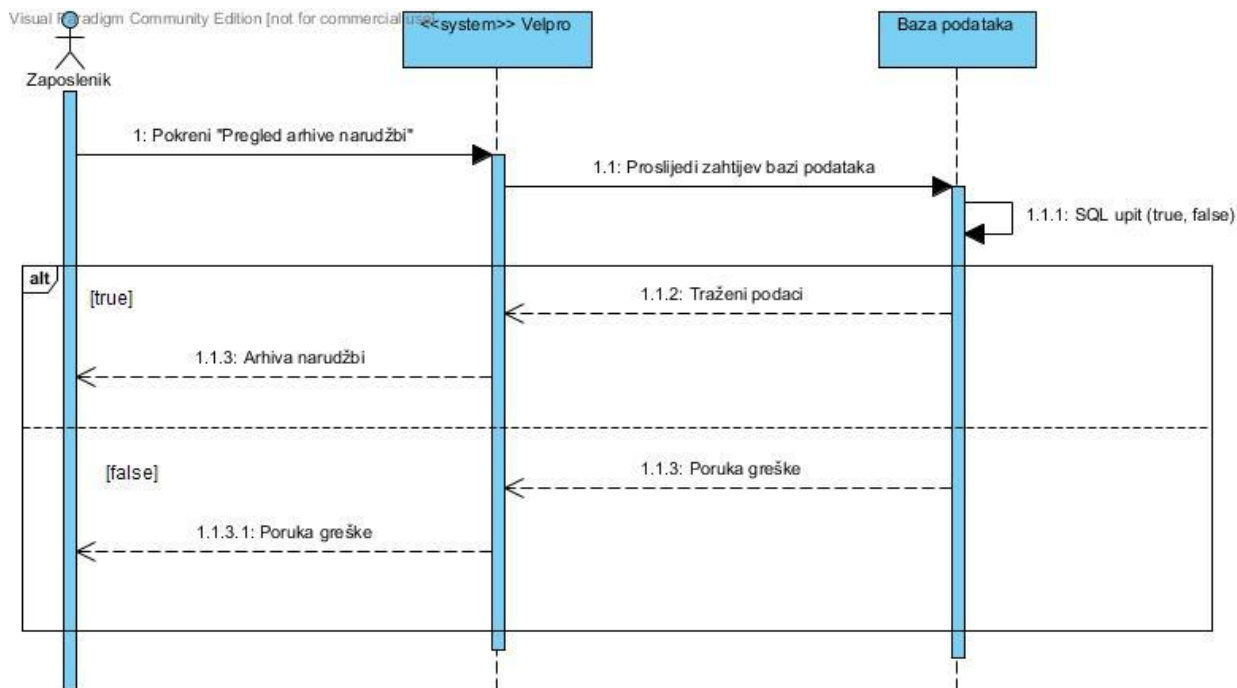 Visual Paradigm Community Edition [not for commercial use]
<<system>> Velpro
Baza podataka
Zaposlenik
1: Pokreni "Pregled arhive narudžbi"
1.1: Proslijedi zahtijev bazi podataka
1.1.1: SQL upit (true, false)
alt
[true]
1.1.2: Traženi podaci
1.1.3: Arhiva narudžbi
[false]
1.1.3: Poruka greške
1.1.3.1: Poruka greške